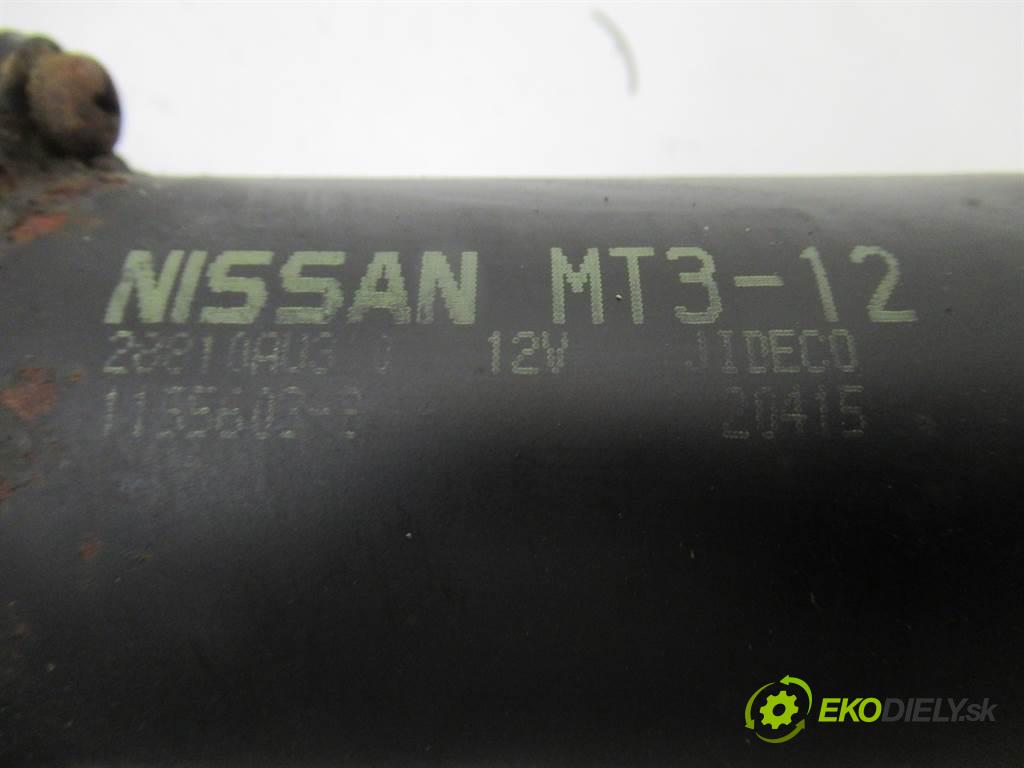 NISSAN MT3-12
12V JIDECO
20415
EKODIELY.sk